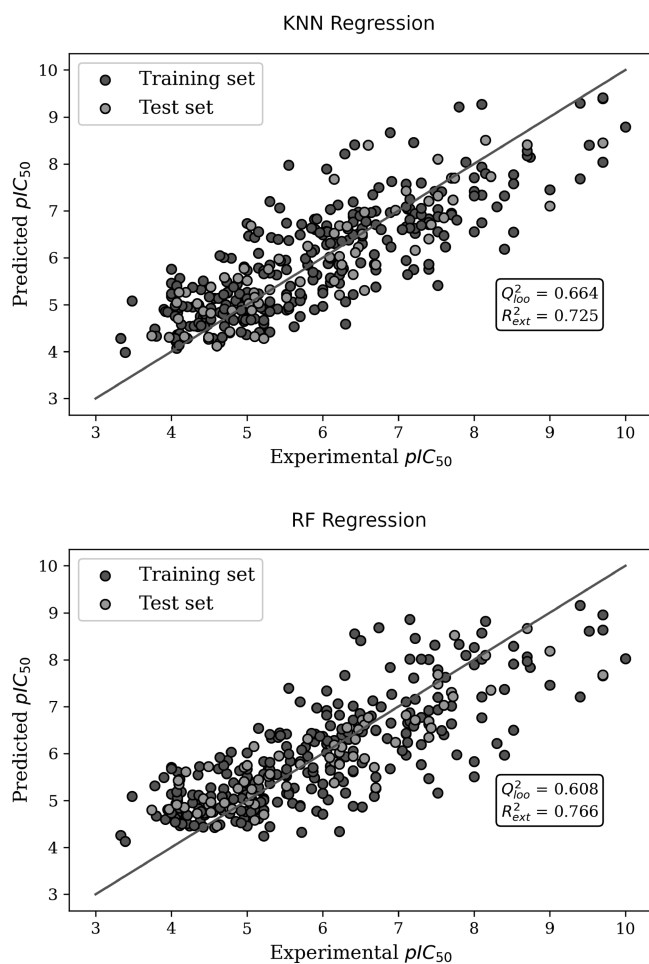 KNN Regression
10
9
8
7
6
5
4
3
Predicted pIC₅₀
Training set
Test set
Q²loo = 0.664
R²ext = 0.725
3 4 5 6 7 8 9 10
Experimental pIC₅₀
RF Regression
10
9
8
7
6
5
4
3
Predicted pIC₅₀
Training set
Test set
Q²loo = 0.608
R²ext = 0.766
3 4 5 6 7 8 9 10
Experimental pIC₅₀